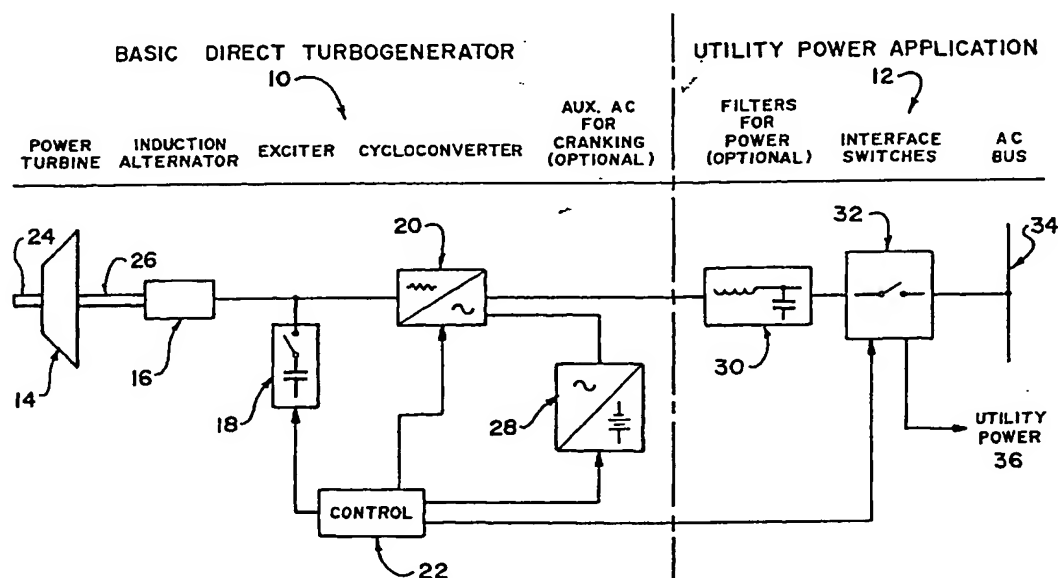 BASIC DIRECT TURBOGENERATOR
10
UTILITY POWER APPLICATION
12
POWER
TURBINE
INDUCTION
ALTERNATOR
EXCITER
CYCLOCONVERTER
AUX. AC
FOR
CRANKING
(OPTIONAL)
FILTERS
FOR
POWER
(OPTIONAL)
INTERFACE
SWITCHES
AC
BUS
24
26
14
16
18
20
28
CONTROL
22
30
32
34
UTILITY
POWER
36